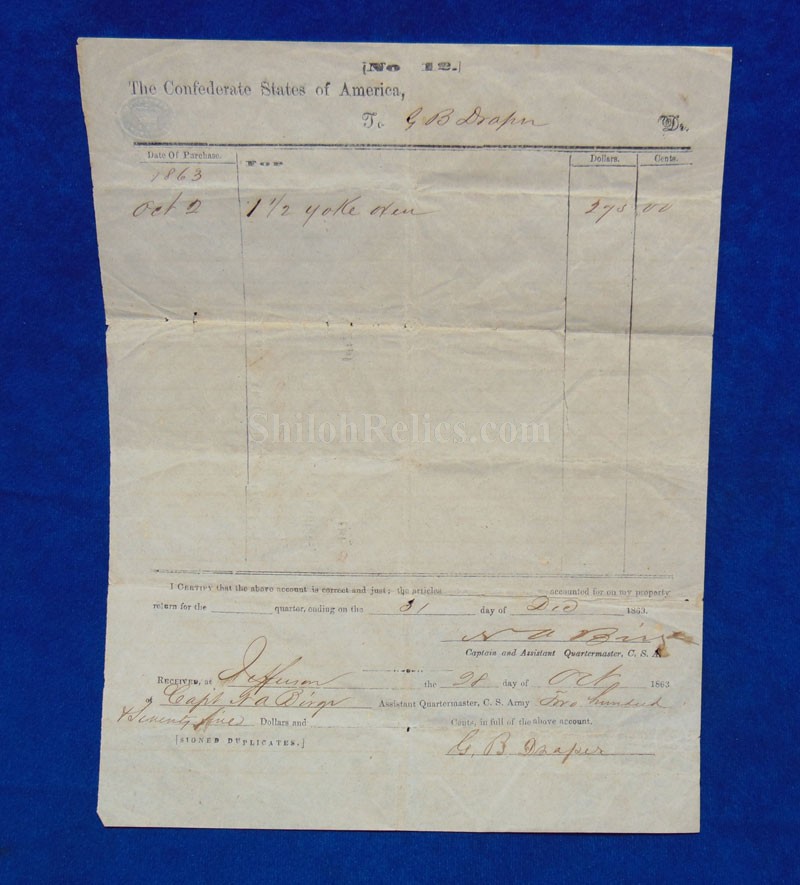 [No 12.]
The Confederate States of America,
To G B Draper Dr.
Date Of Purchase. FOR Dollars. Cents.
1863
Oct 2 1 1/2 yoke oxen 275 00
ShilohRelics.com
I CERTIFY that the above account is correct and just; the articles accounted for on my property
return for the quarter, ending on the 31 day of Dec 1863.
N A Birge
Captain and Assistant Quartermaster, C. S. A.
RECEIVED, at Jefferson the 28 day of Oct 1863
of Capt N A Birge Assistant Quartermaster, C. S. Army Two hundred
& Seventy five Dollars and Cents, in full of the above account.
[SIGNED DUPLICATES.]
G. B Draper